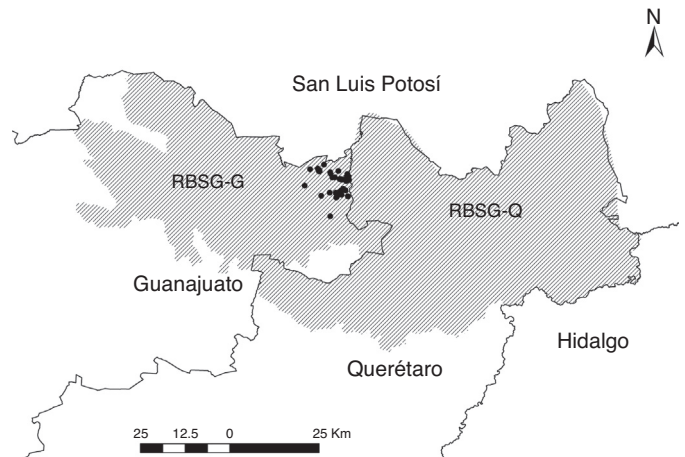 N
San Luis Potosí
RBSG-G
RBSG-Q
Guanajuato
Hidalgo
Querétaro
25 12.5 0 25 Km